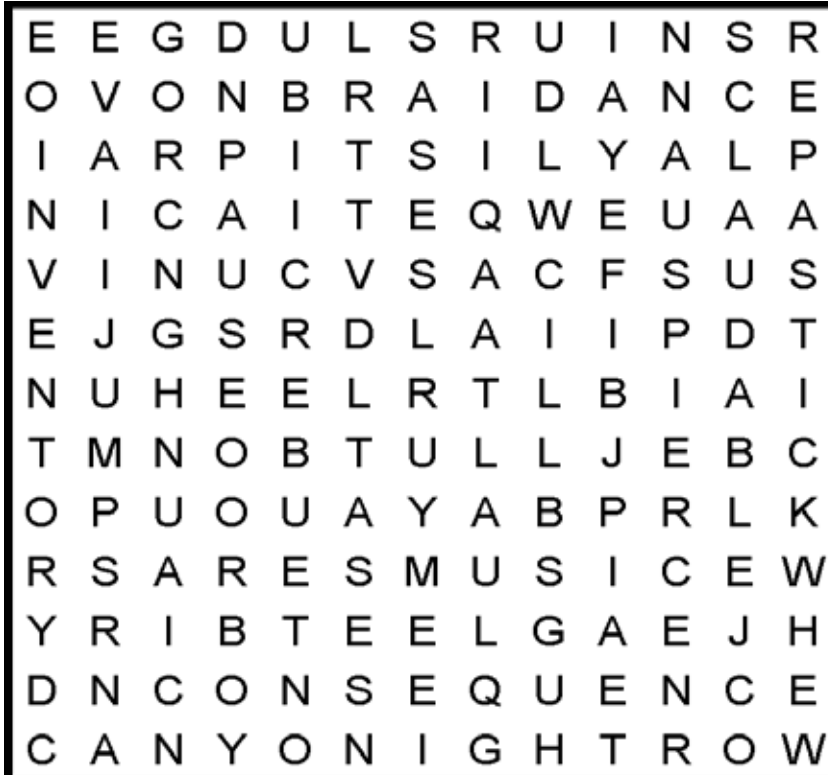 E E G D U L S R U I N S R
O V O N B R A I D A N C E
I A R P I T S I L Y A L P
N I C A I T E Q W E U A A
V I N U C V S A C F S U S
E J G S R D L A I I P D T
N U H E E L R T L B I A I
T M N O B T U L L J E B C
O P U O U A Y A B P R L K
R S A R E S M U S I C E W
Y R I B T E E L G A E J H
D N C O N S E Q U E N C E
C A N Y O N I G H T R O W